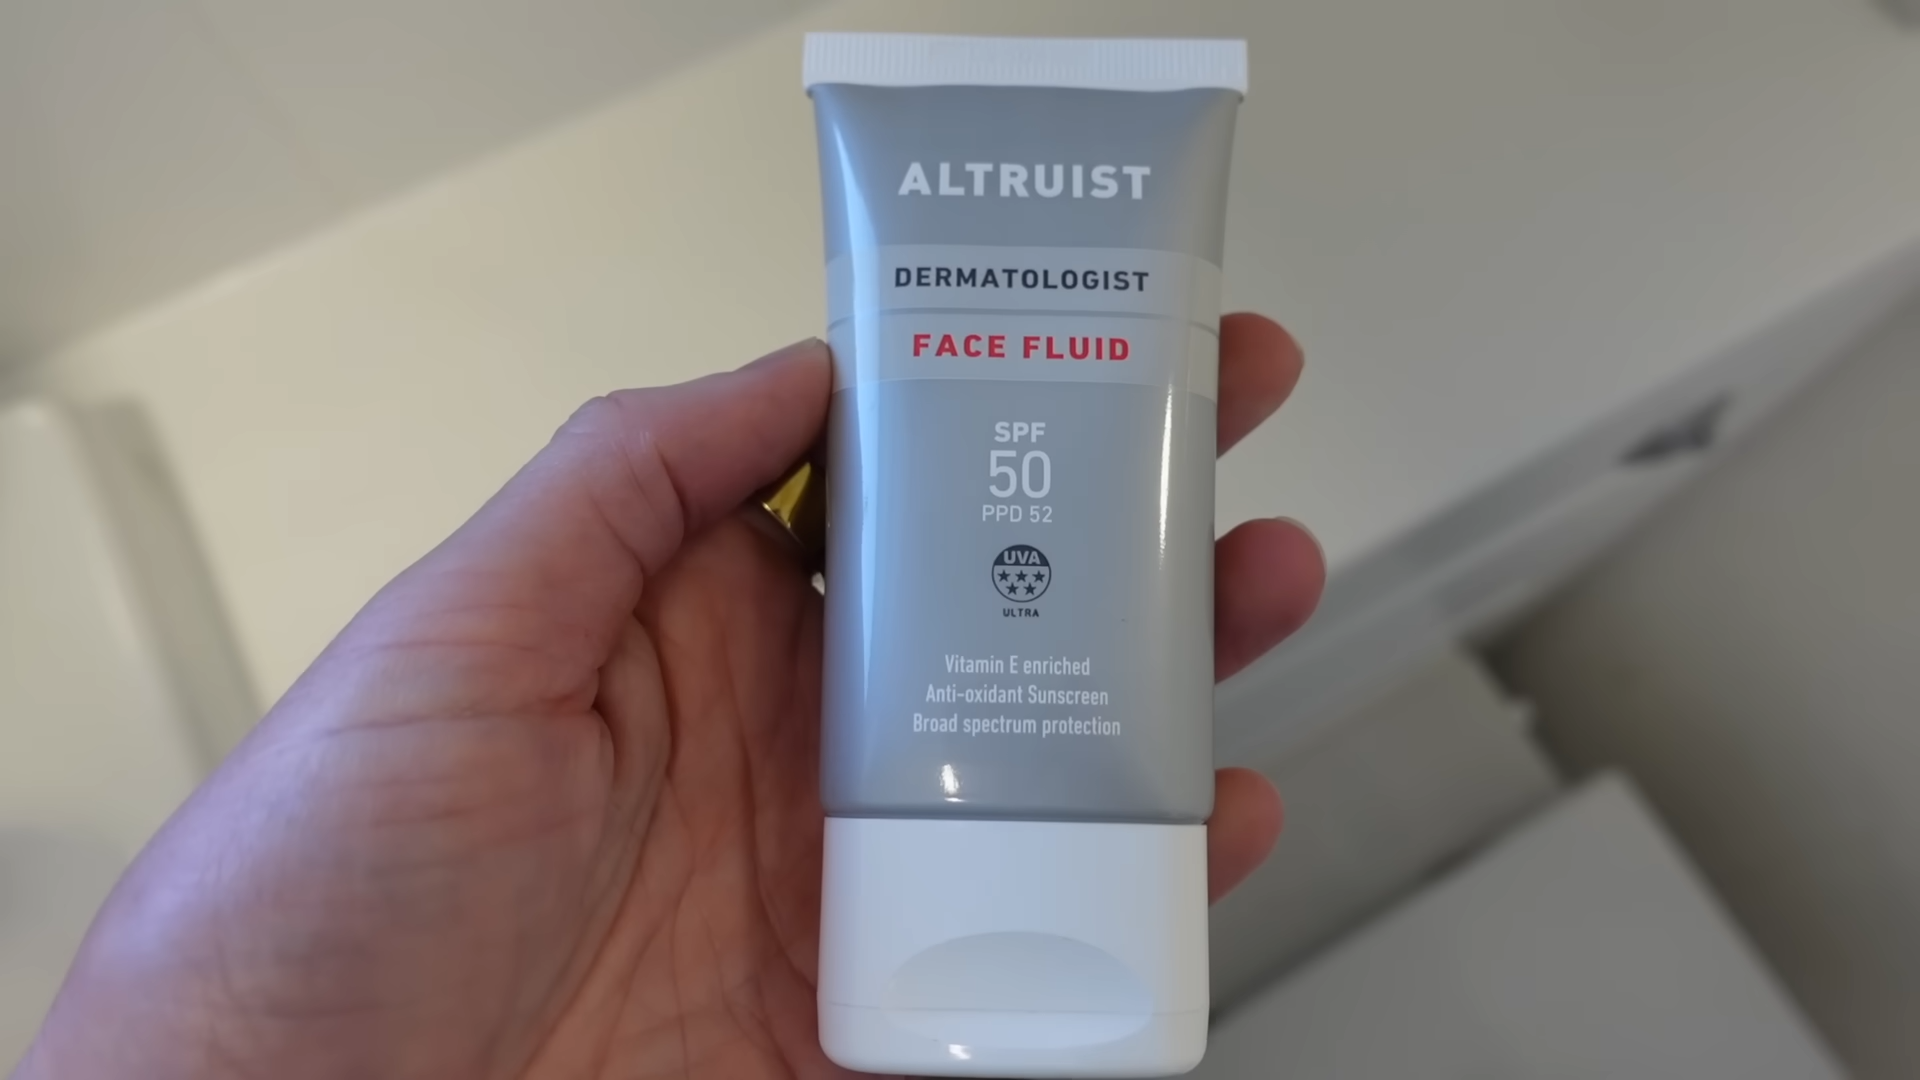 ALTRUIST
DERMATOLOGIST
FACE FLUID
SPF
50
PPD 52
UVA
ULTRA
Vitamin E enriched
Anti-oxidant Sunscreen
Broad spectrum protection